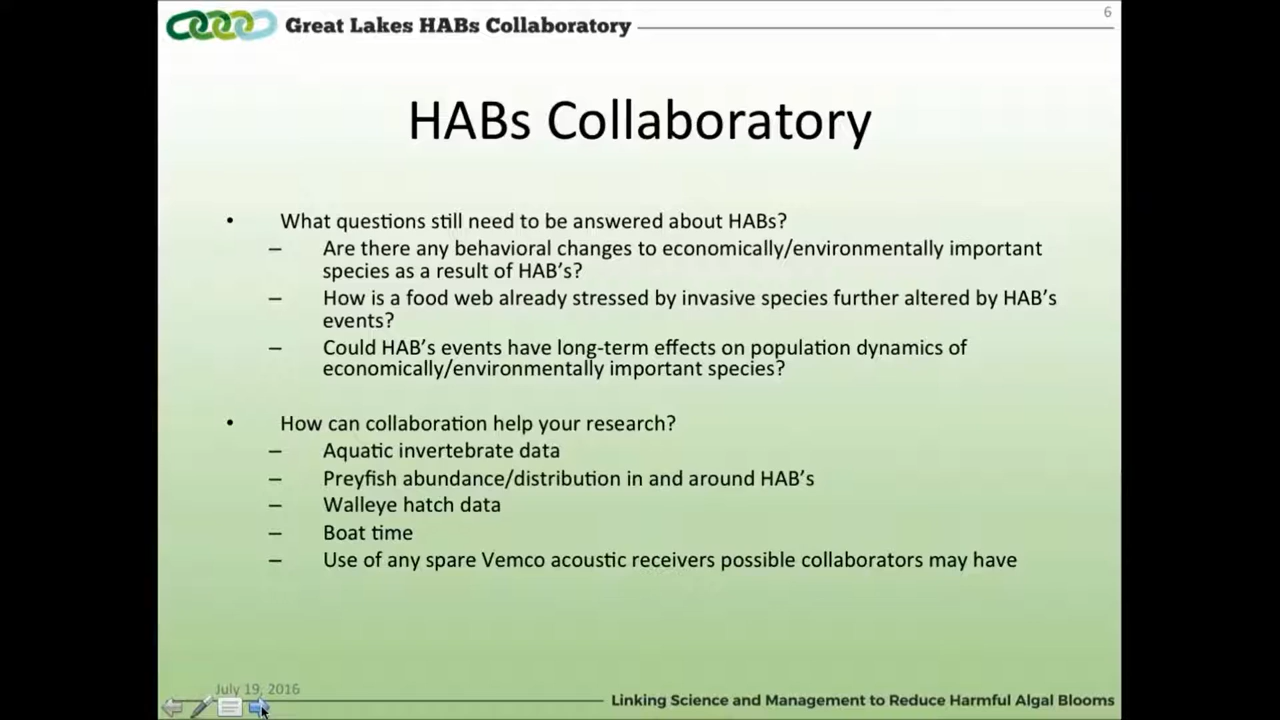 6
Great Lakes HABs Collaboratory
HABs Collaboratory
• What questions still need to be answered about HABs?
– Are there any behavioral changes to economically/environmentally important
species as a result of HAB's?
– How is a food web already stressed by invasive species further altered by HAB's
events?
– Could HAB's events have long-term effects on population dynamics of
economically/environmentally important species?
• How can collaboration help your research?
– Aquatic invertebrate data
– Preyfish abundance/distribution in and around HAB's
– Walleye hatch data
– Boat time
– Use of any spare Vemco acoustic receivers possible collaborators may have
July 19, 2016
Linking Science and Management to Reduce Harmful Algal Blooms